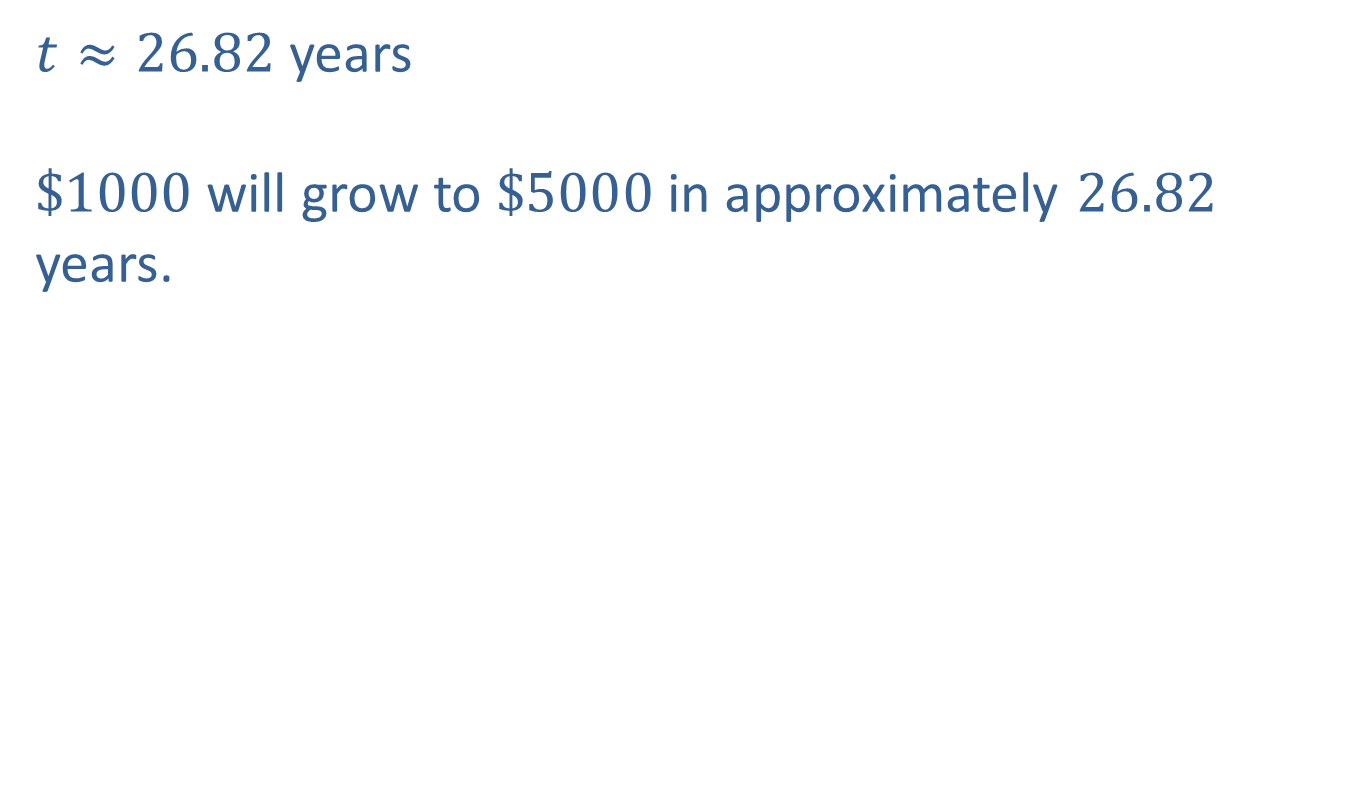 t ≈ 26.82 years
$1000 will grow to $5000 in approximately 26.82
years.